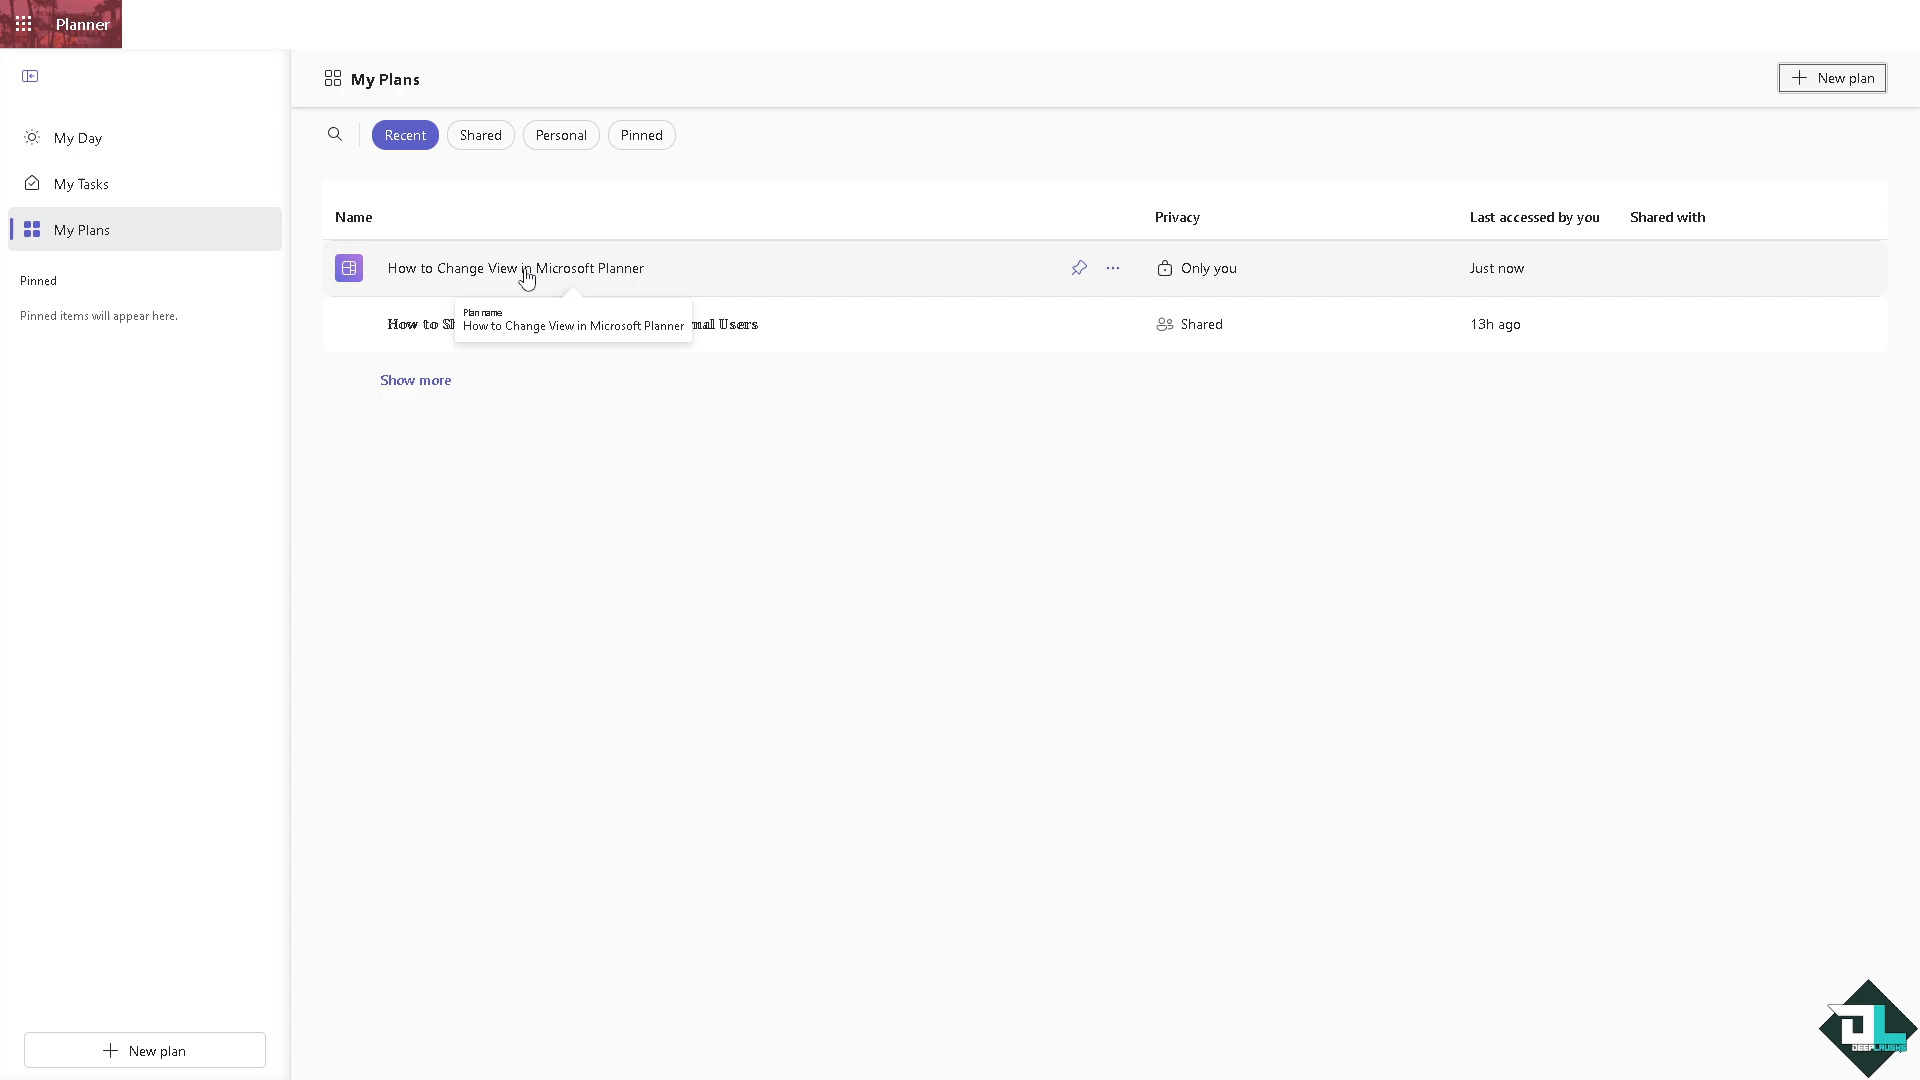 Planner
My Plans
New plan
My Day
Recent
Shared
Personal
Pinned
My Tasks
Name
Privacy
Last accessed by you
Shared with
My Plans
How to Change View in Microsoft Planner
Only you
Just now
Pinned
Pinned items will appear here.
Plan name
How to Change View in Microsoft Planner
How to
Users
Shared
13h ago
Show more
New plan
DEEPLAUGHS